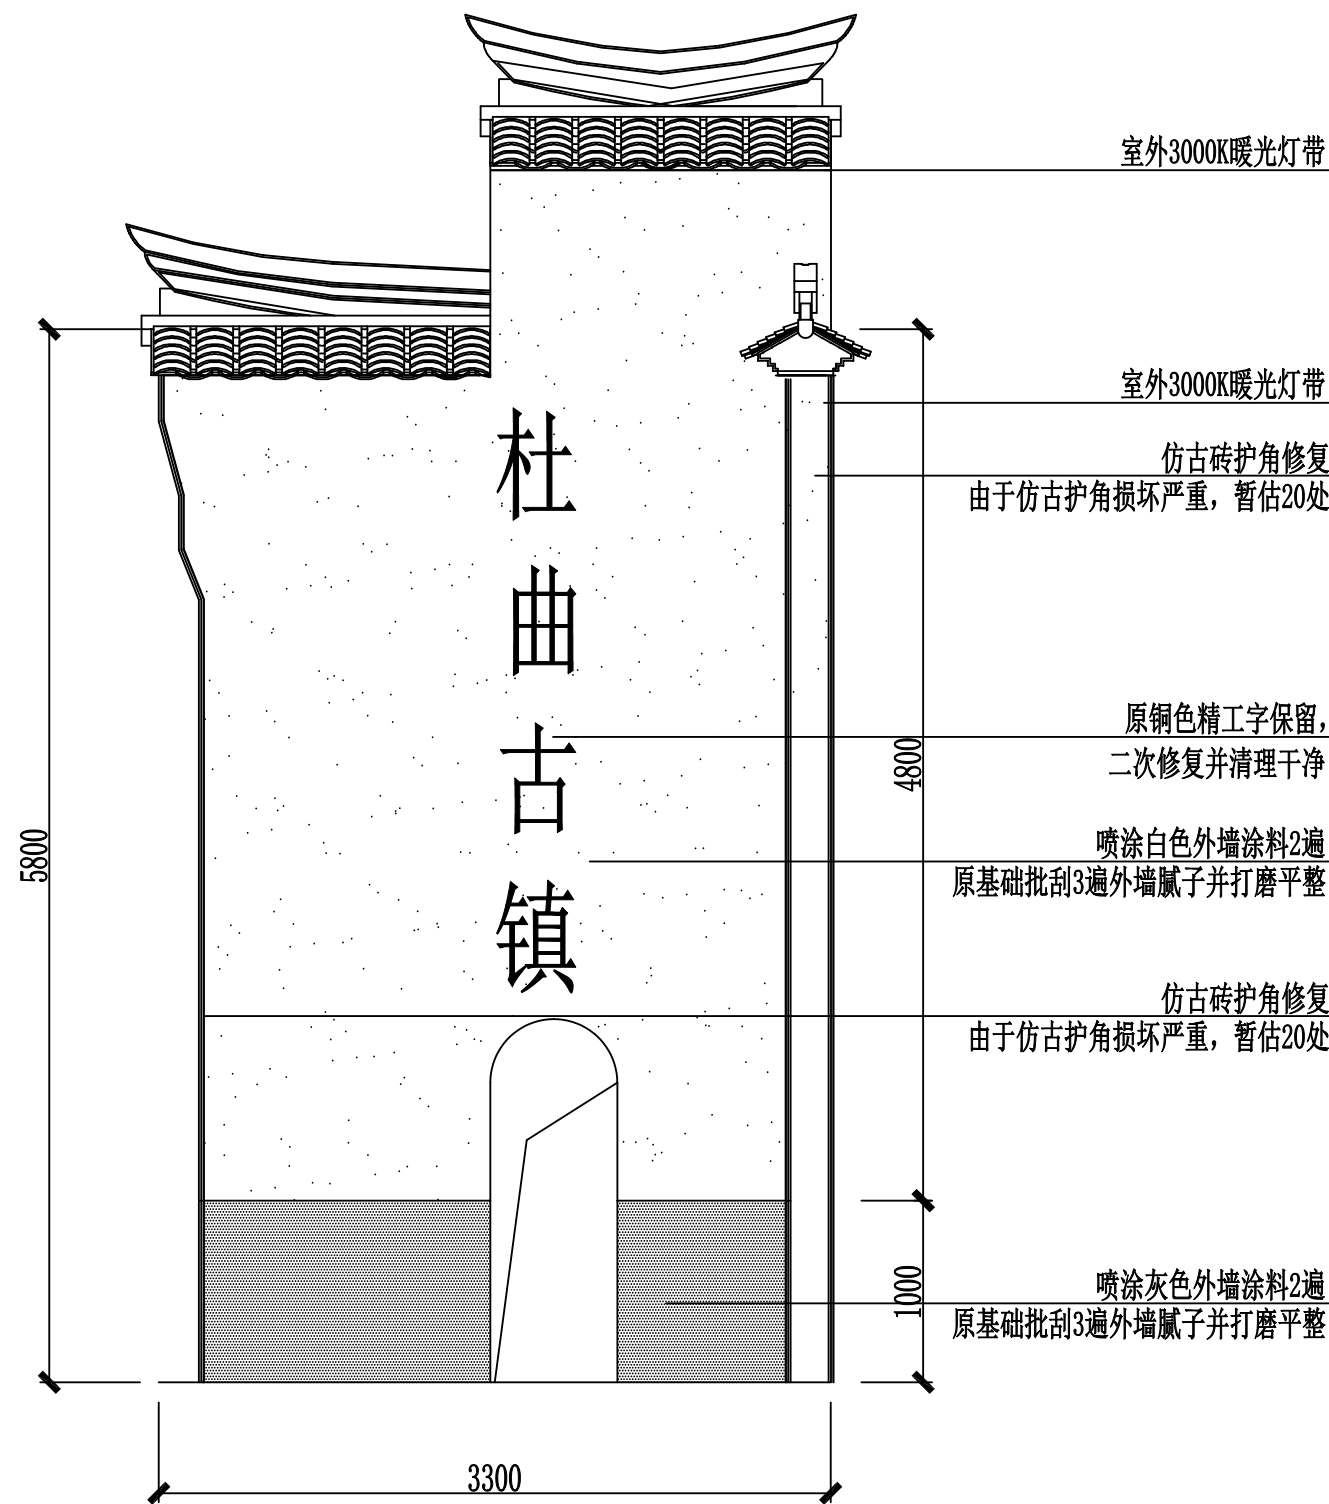 室外3000K暖光灯带
室外3000K暖光灯带
仿古砖护角修复
由于仿古护角损坏严重，暂估20处
杜
曲
古
镇
原铜色精工字保留，
二次修复并清理干净
4800
5800
喷涂白色外墙涂料2遍
原基础批刮3遍外墙腻子并打磨平整
仿古砖护角修复
由于仿古护角损坏严重，暂估20处
1000
喷涂灰色外墙涂料2遍
原基础批刮3遍外墙腻子并打磨平整
3300